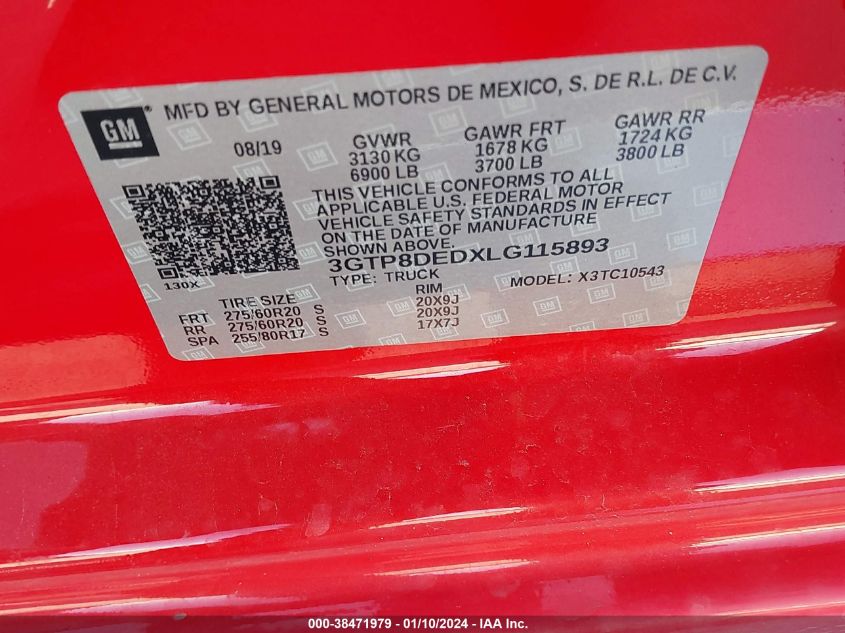 GM MFD BY GENERAL MOTORS DE MEXICO, S. DE R.L. DE C.V.
08/19 GVWR GAWR FRT GAWR RR
3130 KG 1678 KG 1724 KG
6900 LB 3700 LB 3800 LB
THIS VEHICLE CONFORMS TO ALL
APPLICABLE U.S. FEDERAL MOTOR
VEHICLE SAFETY STANDARDS IN EFFECT
ON THE DATE OF MANUFACTURE
SHOWN ABOVE.
130X
3GTP8DEDXLG115893
TYPE: TRUCK MODEL: X3TC10543
TIRE SIZE RIM
FRT 275/60R20 S 20X9J
RR 275/60R20 S 20X9J
SPA 255/80R17 S 17X7J
000-38471979 - 01/10/2024 - IAA Inc.